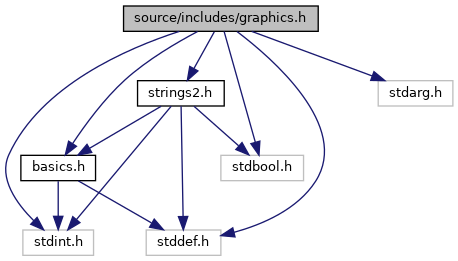 source/includes/graphics.h
strings2.h
stdarg.h
basics.h
stdbool.h
stdint.h
stddef.h